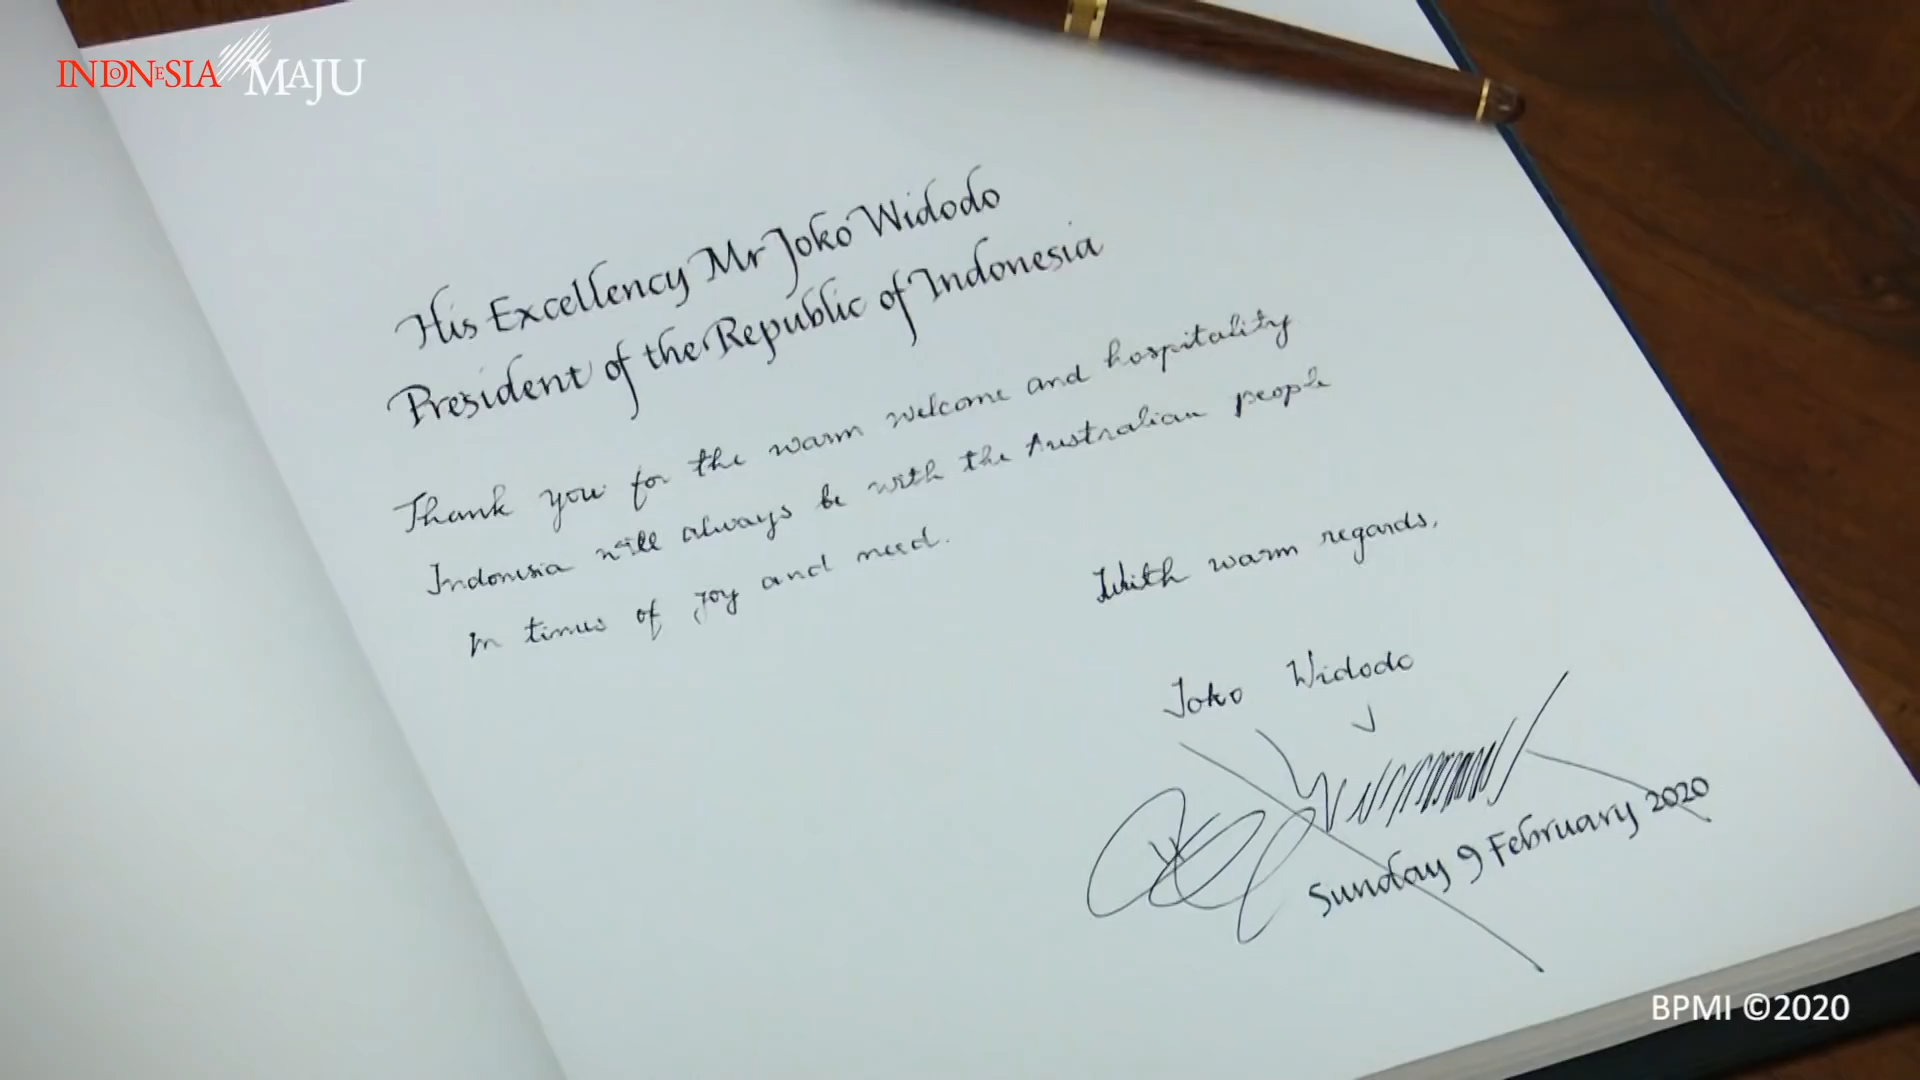 INDONESIA MAJU
His Excellency Mr Joko Widodo
President of the Republic of Indonesia
Thank you for the warm welcome and hospitality
Indonesia will always be with the Australian people
In times of joy and need.
With warm regards,
Joko Widodo
Sunday 9 February 2020
BPMI ©2020